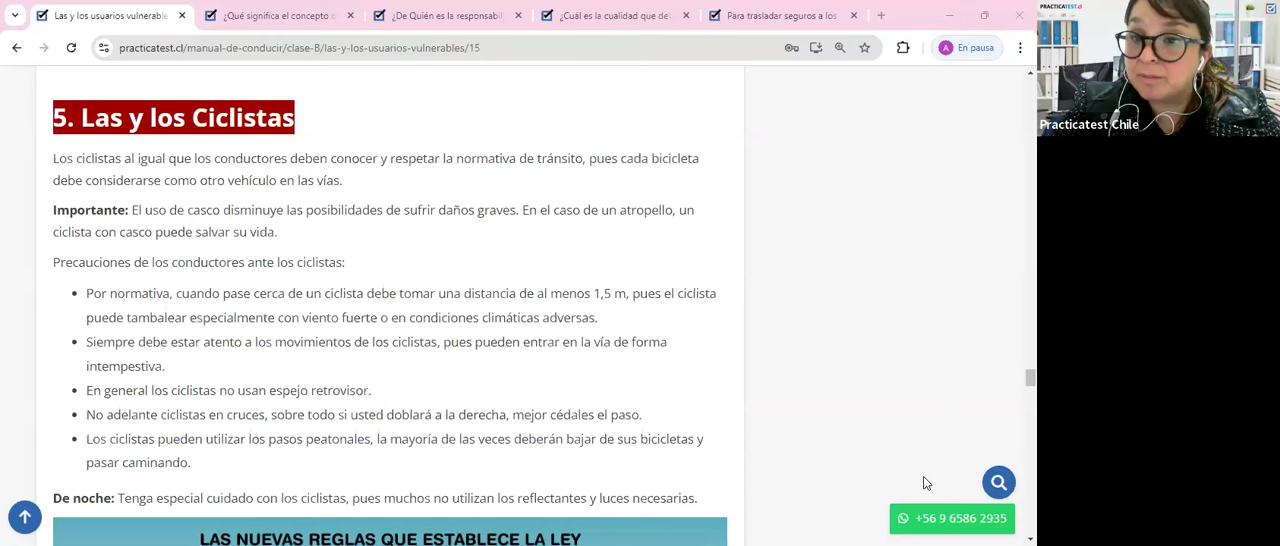 Las y los usuarios vulnerable
¿Qué significa el concepto d
¿De Quién es la responsabil
¿Cuál es la cualidad que de
Para trasladar seguros a los
practicatest.cl/manual-de-conducir/clase-B/las-y-los-usuarios-vulnerables/15
A En pausa
PRACTICATEST.cl
Practicatest Chile
5. Las y los Ciclistas
Los ciclistas al igual que los conductores deben conocer y respetar la normativa de tránsito, pues cada bicicleta
debe considerarse como otro vehículo en las vías.
Importante: El uso de casco disminuye las posibilidades de sufrir daños graves. En el caso de un atropello, un
ciclista con casco puede salvar su vida.
Precauciones de los conductores ante los ciclistas:
Por normativa, cuando pase cerca de un ciclista debe tomar una distancia de al menos 1,5 m, pues el ciclista
puede tambalear especialmente con viento fuerte o en condiciones climáticas adversas.
Siempre debe estar atento a los movimientos de los ciclistas, pues pueden entrar en la vía de forma
intempestiva.
En general los ciclistas no usan espejo retrovisor.
No adelante ciclistas en cruces, sobre todo si usted doblará a la derecha, mejor cédales el paso.
Los ciclistas pueden utilizar los pasos peatonales, la mayoría de las veces deberán bajar de sus bicicletas y
pasar caminando.
De noche: Tenga especial cuidado con los ciclistas, pues muchos no utilizan los reflectantes y luces necesarias.
+56 9 6586 2935
LAS NUEVAS REGLAS QUE ESTABLECE LA LEY